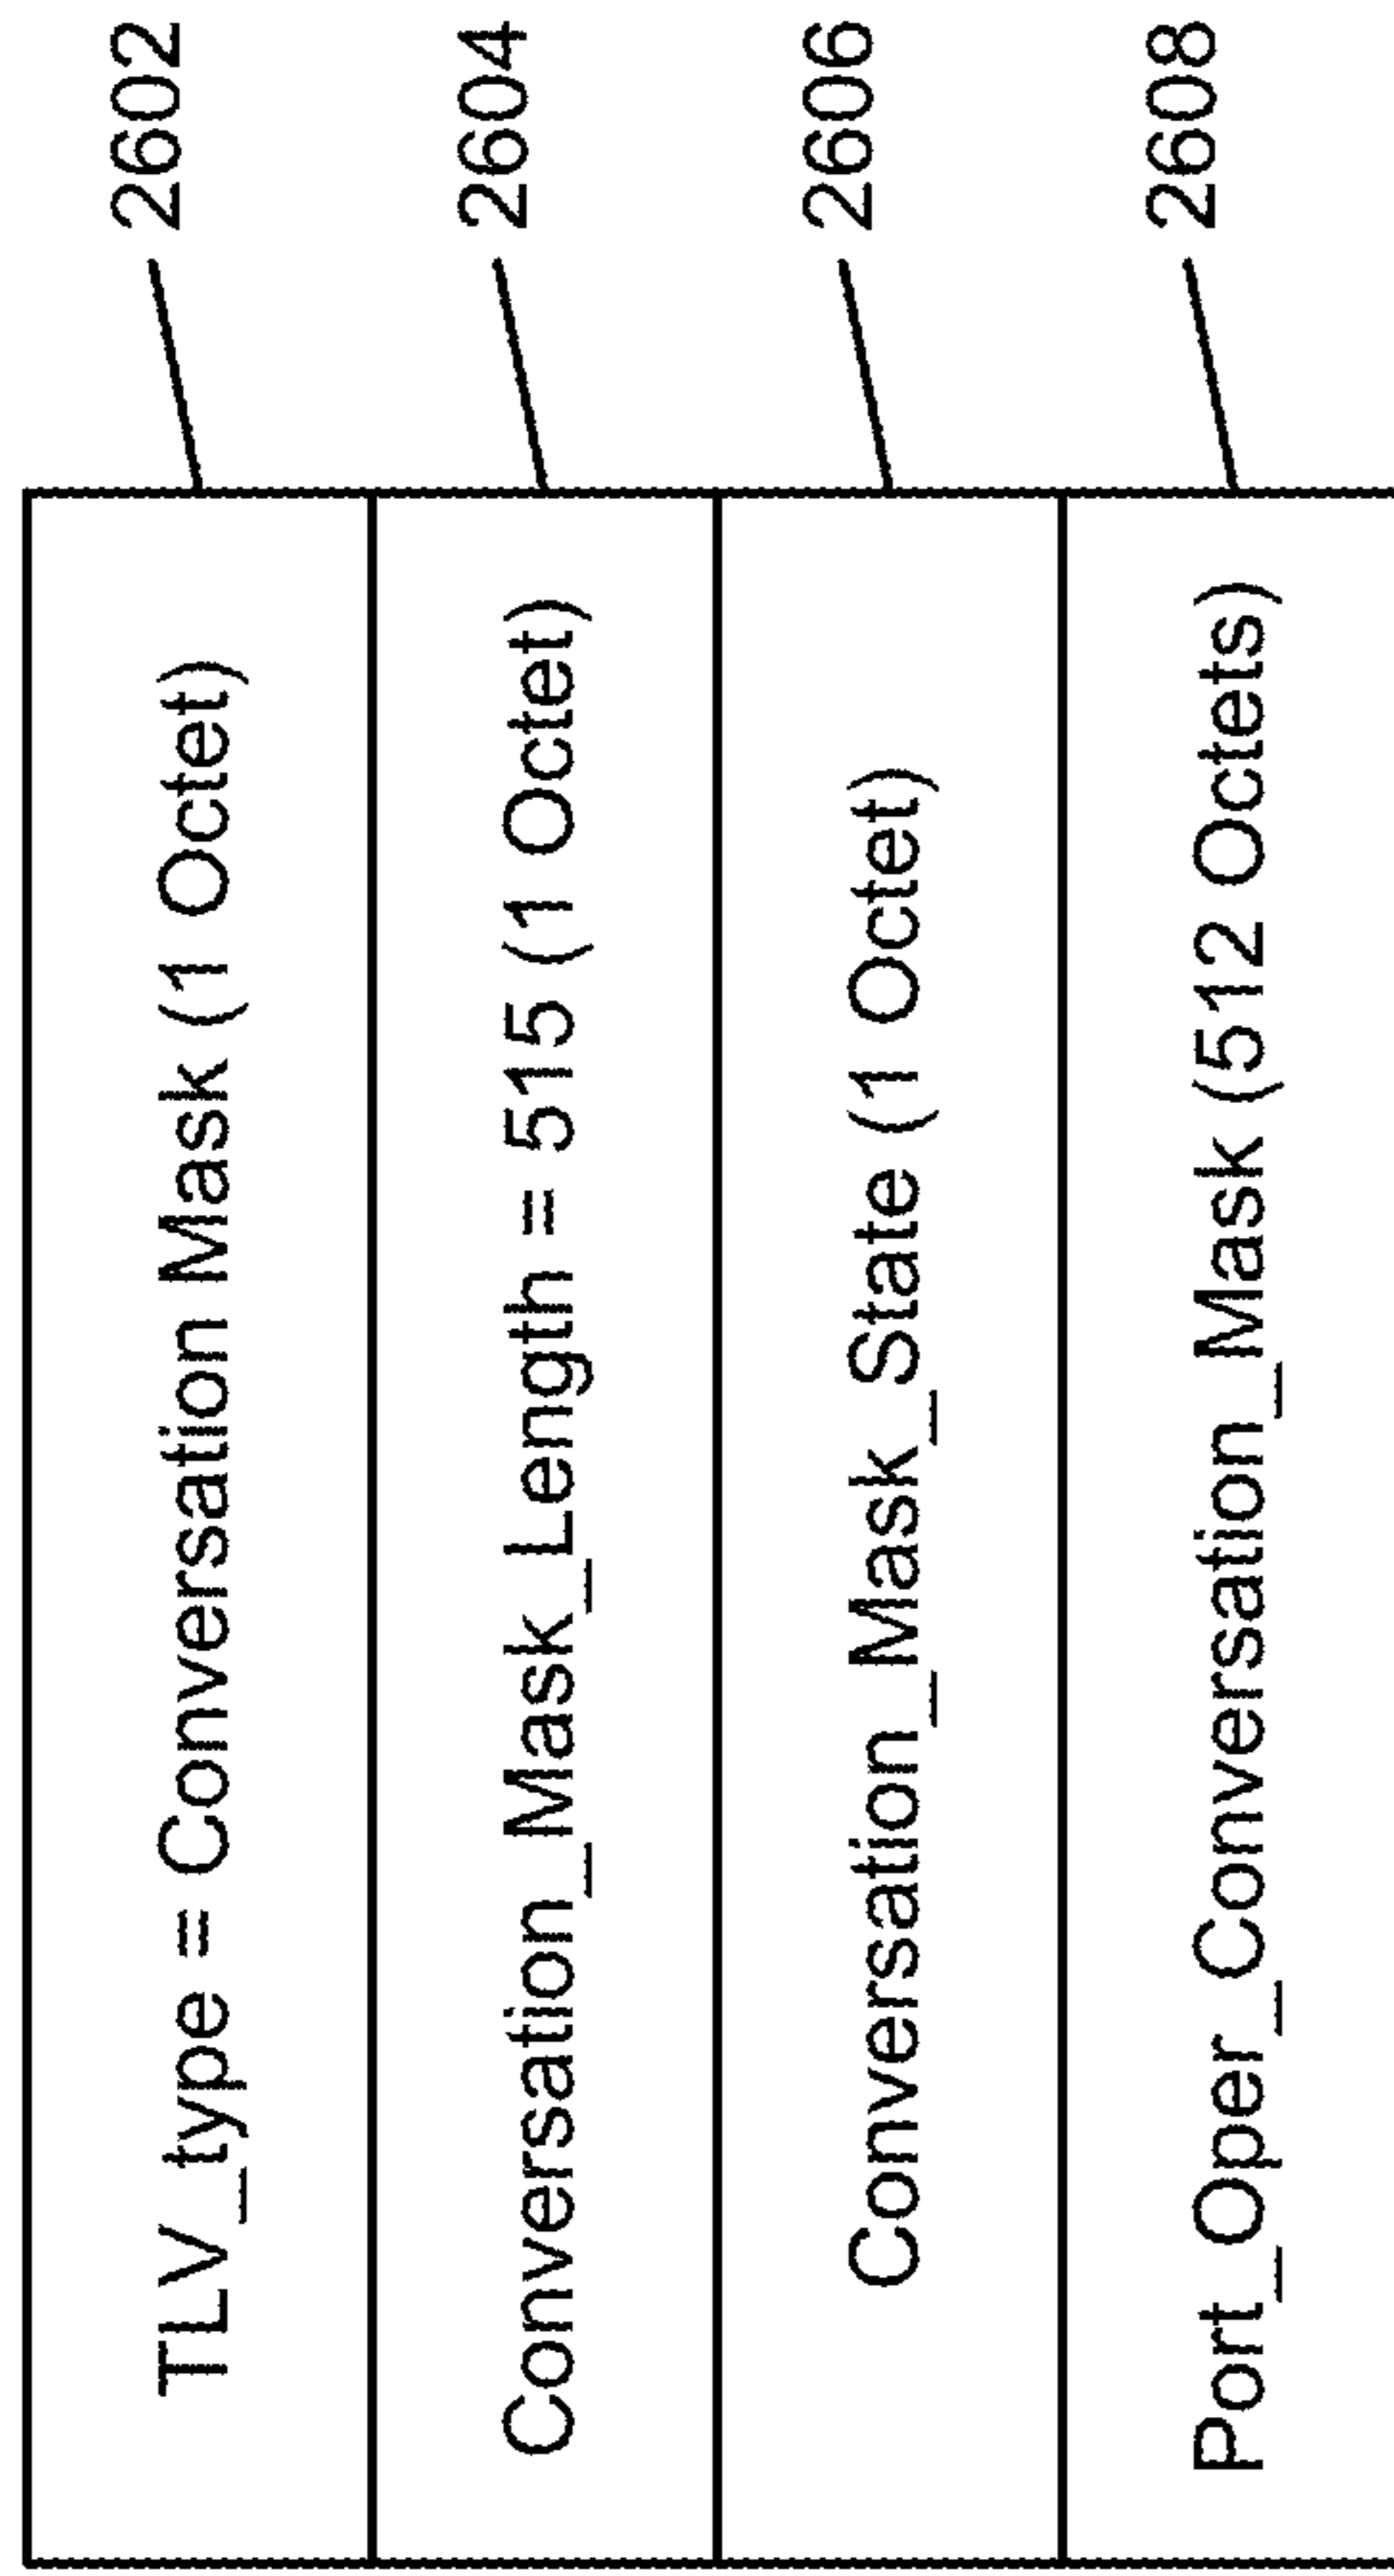 TLV_type = Conversation Mask (1 Octet) 2602
Conversation_Mask_Length = 515 (1 Octet) 2604
Conversation_Mask_State (1 Octet) 2606
Port_Oper_Conversation_Mask (512 Octets) 2608